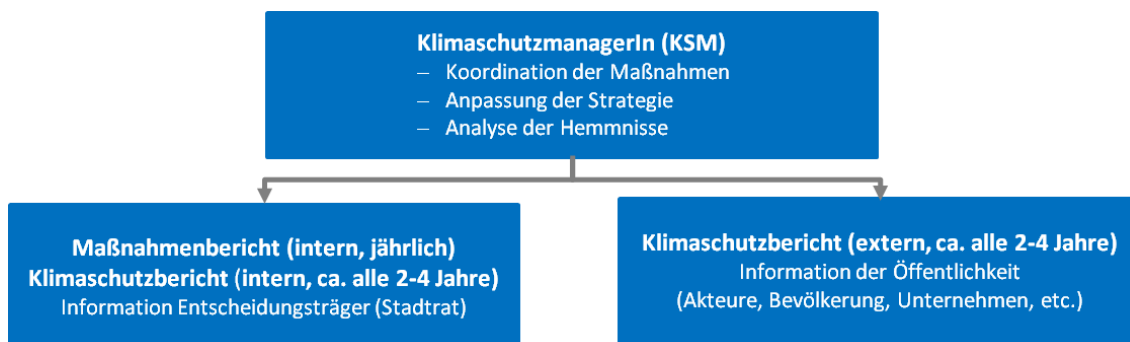 KlimaschutzmanagerIn (KSM)
– Koordination der Maßnahmen
– Anpassung der Strategie
– Analyse der Hemmnisse
Maßnahmenbericht (intern, jährlich)
Klimaschutzbericht (intern, ca. alle 2-4 Jahre)
Information Entscheidungsträger (Stadtrat)
Klimaschutzbericht (extern, ca. alle 2-4 Jahre)
Information der Öffentlichkeit
(Akteure, Bevölkerung, Unternehmen, etc.)